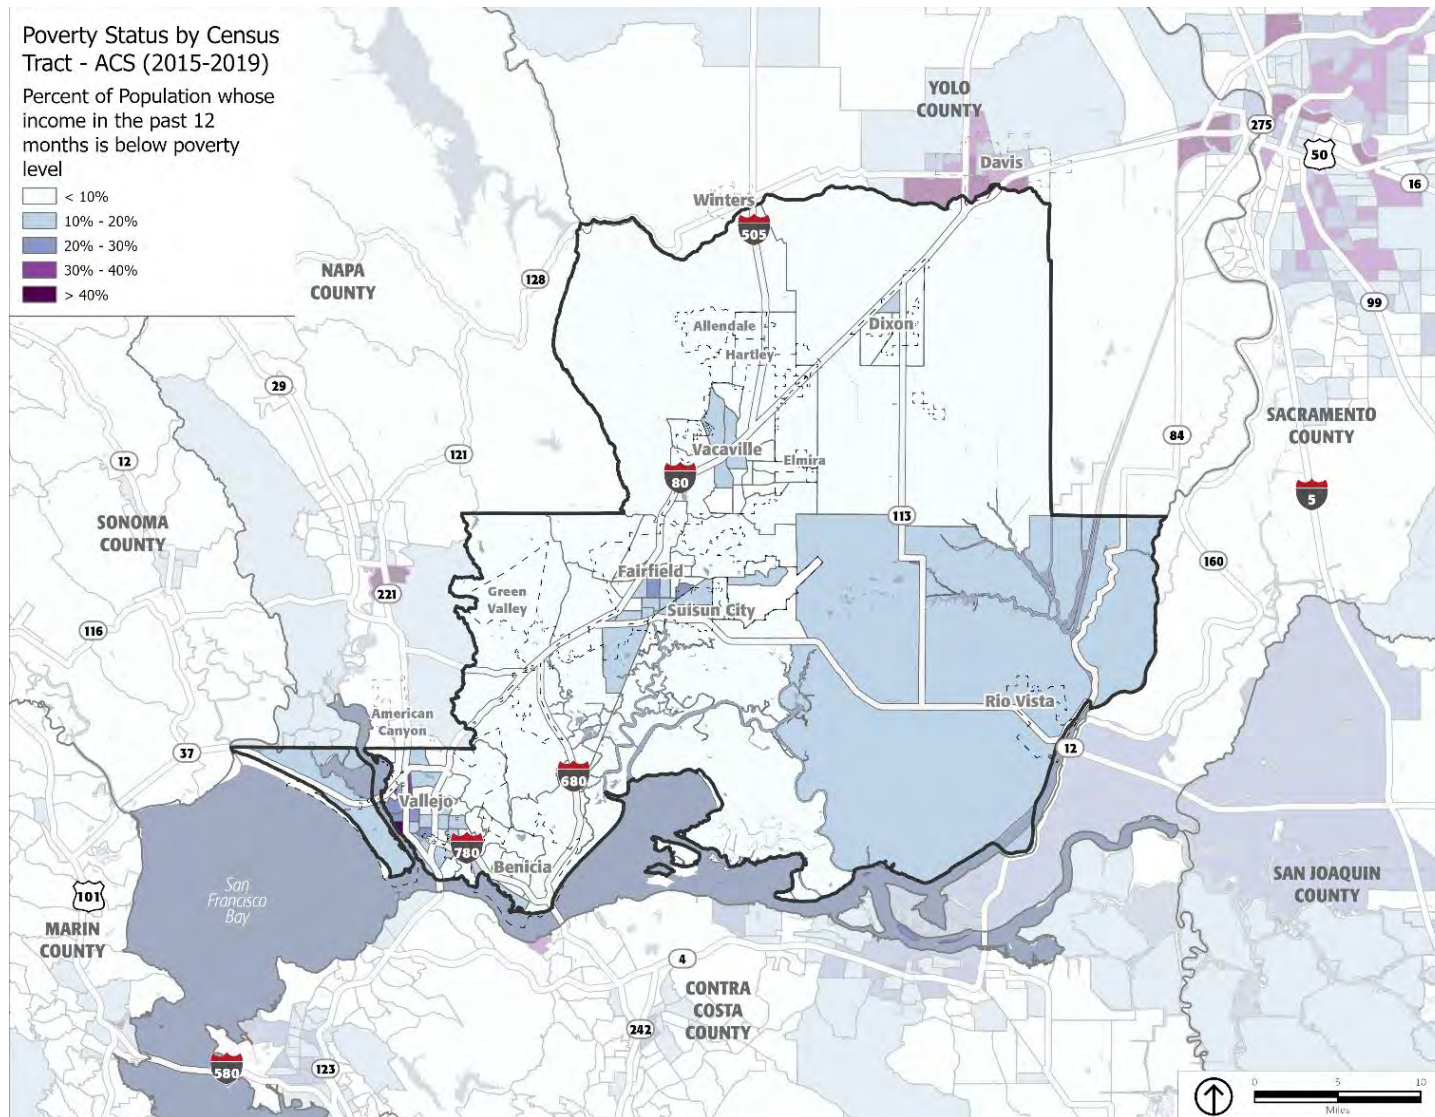 Poverty Status by Census
Tract - ACS (2015-2019)
Percent of Population whose
income in the past 12
months is below poverty
level
< 10%
10% - 20%
20% - 30%
30% - 40%
> 40%
YOLO
COUNTY
275
50
Davis
16
Winters
505
NAPA
COUNTY
128
99
Allendale
Dixon
Hartley
29
SACRAMENTO
COUNTY
84
121
Vacaville
12
Elmira
80
5
SONOMA
COUNTY
113
160
Fairfield
221
Green
Valley
Suisun City
116
Rio Vista
American
Canyon
37
12
680
Vallejo
780
Benicia
San
Francisco
Bay
101
MARIN
COUNTY
SAN JOAQUIN
COUNTY
4
CONTRA
COSTA
COUNTY
242
580
123
0 5 10
Miles